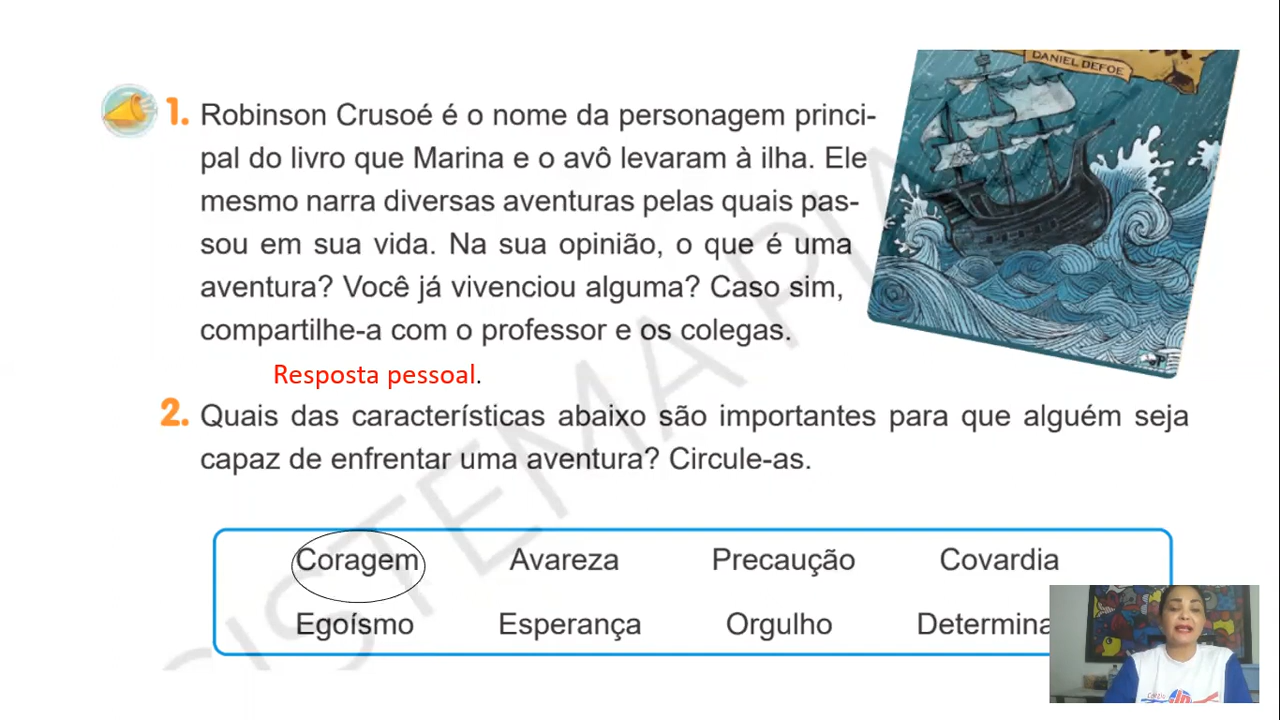 DANIEL DEFOE
1. Robinson Crusoé é o nome da personagem princi-
pal do livro que Marina e o avô levaram à ilha. Ele
mesmo narra diversas aventuras pelas quais pas-
sou em sua vida. Na sua opinião, o que é uma
aventura? Você já vivenciou alguma? Caso sim,
compartilhe-a com o professor e os colegas.
Resposta pessoal.
2. Quais das características abaixo são importantes para que alguém seja
capaz de enfrentar uma aventura? Circule-as.
Coragem Avareza Precaução Covardia
Egoísmo Esperança Orgulho Determina
SISTEMA PIA